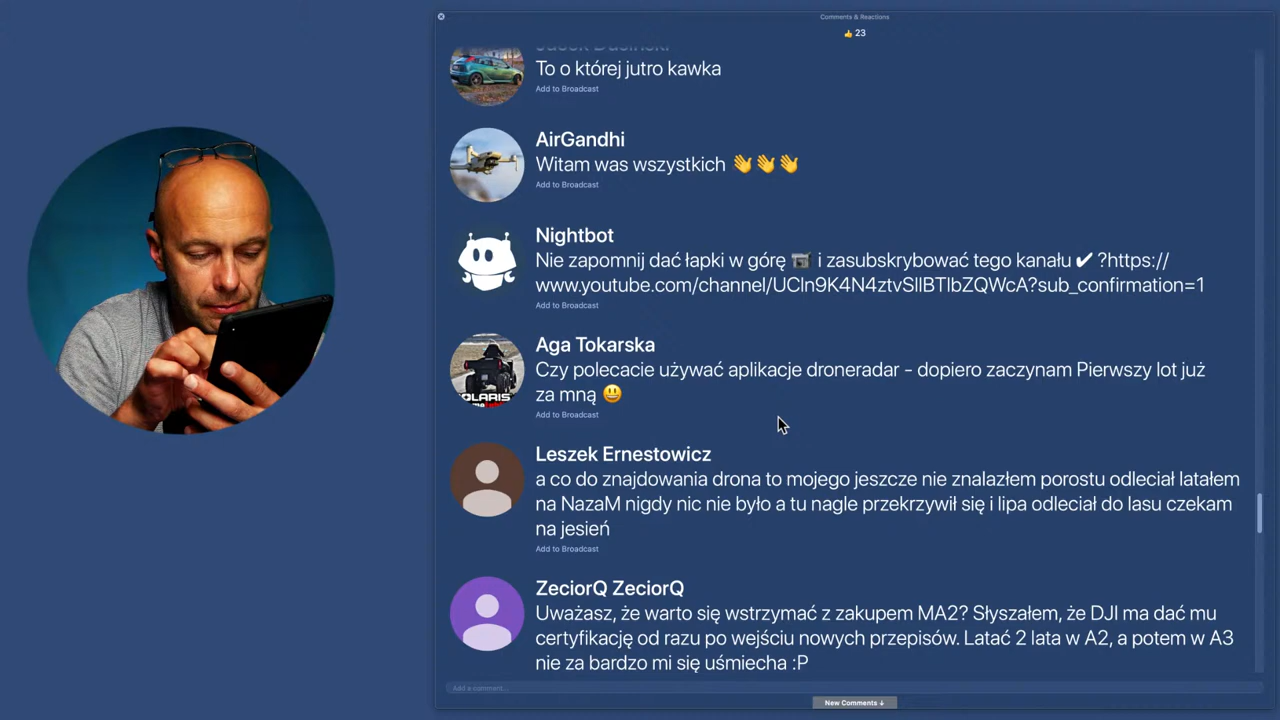 Comments & Reactions
👍 23
To o której jutro kawka
Add to Broadcast
AirGandhi
Witam was wszystkich 👋👋👋
Add to Broadcast
Nightbot
Nie zapomnij dać łapki w górę i zasubskrybować tego kanału ✔ ?https://
www.youtube.com/channel/UCln9K4N4ztvSllBTlbZQWcA?sub_confirmation=1
Add to Broadcast
Aga Tokarska
Czy polecacie używać aplikacje droneradar - dopiero zaczynam Pierwszy lot już
za mną 😃
Add to Broadcast
Leszek Ernestowicz
a co do znajdowania drona to mojego jeszcze nie znalazłem porostu odleciał latałem
na NazaM nigdy nic nie było a tu nagle przekrzywił się i lipa odleciał do lasu czekam
na jesień
Add to Broadcast
ZeciorQ ZeciorQ
Uważasz, że warto się wstrzymać z zakupem MA2? Słyszałem, że DJI ma dać mu
certyfikację od razu po wejściu nowych przepisów. Latać 2 lata w A2, a potem w A3
nie za bardzo mi się uśmiecha :P
Add a comment...
New Comments ↓